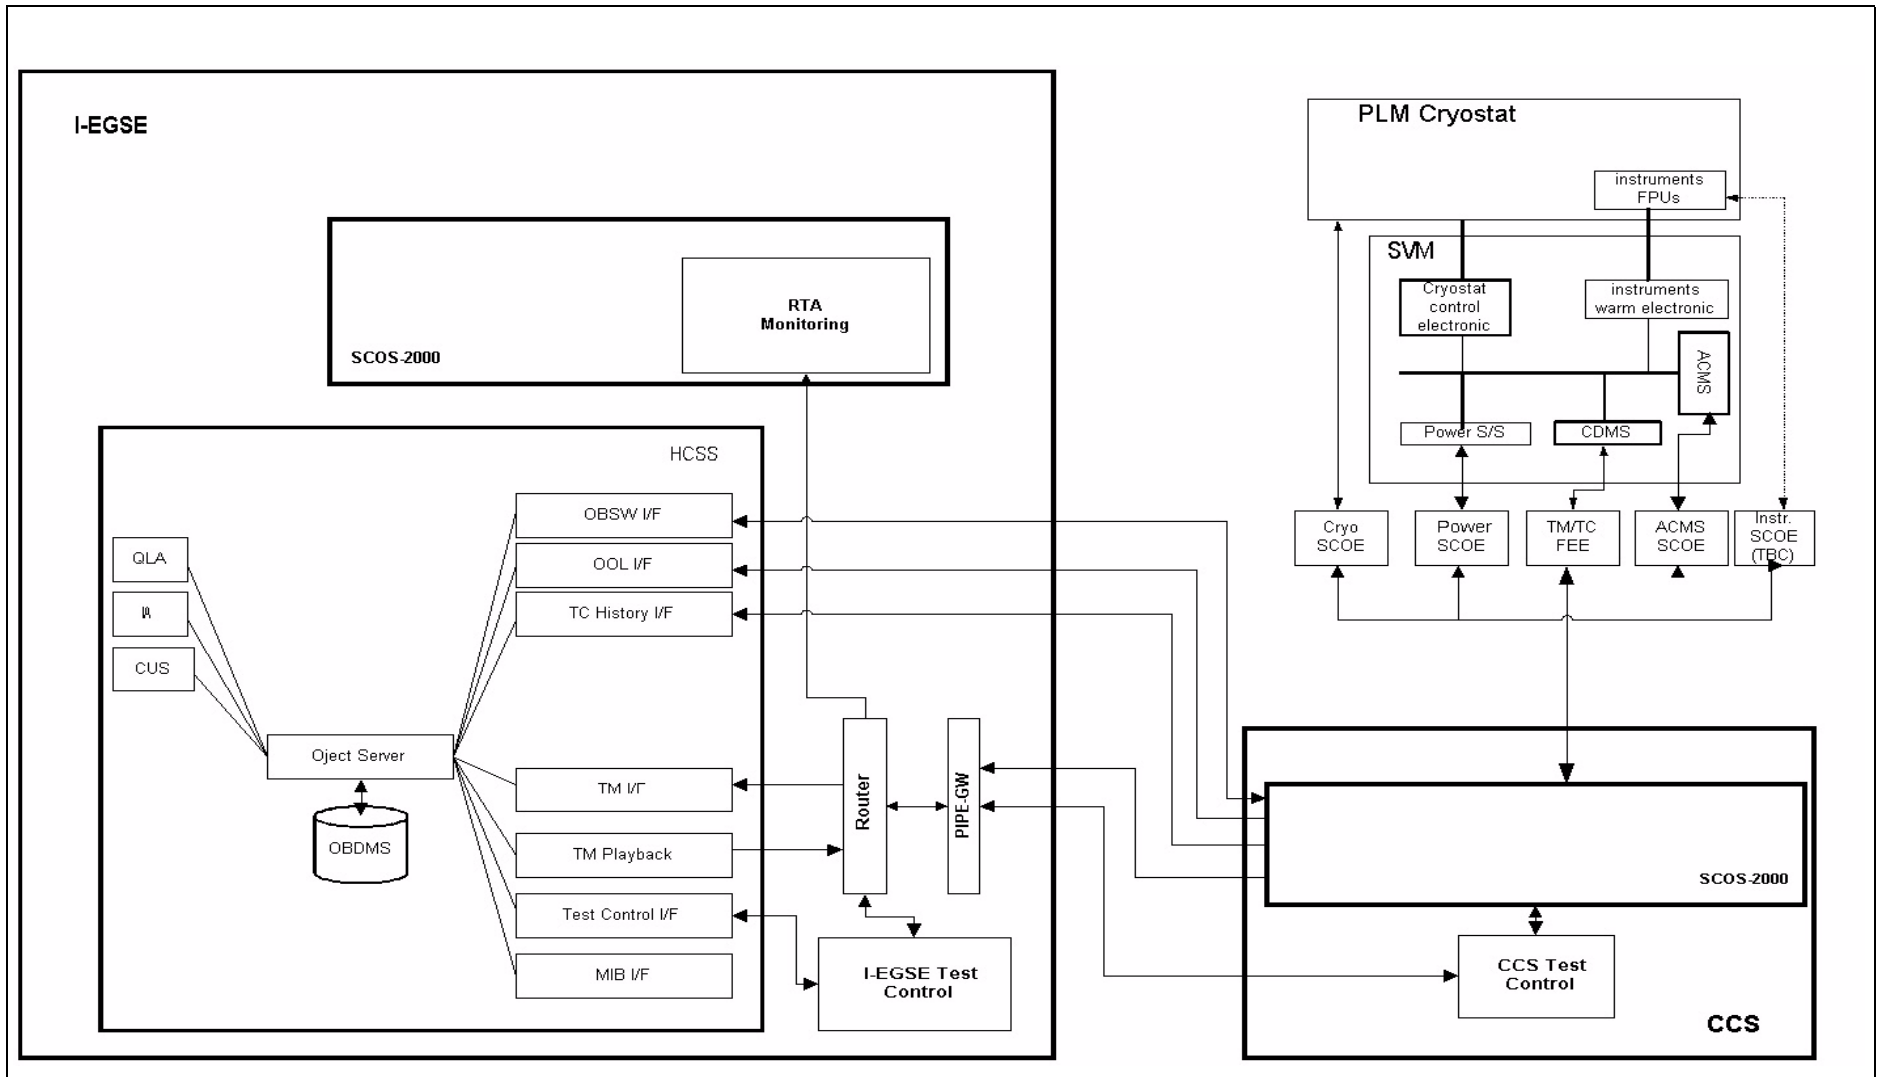 I-EGSE
RTA
Monitoring
SCOS-2000
HCSS
OBSW I/F
OOL I/F
TC History I/F
QLA
CUS
Oject Server
OBDMS
TM I/F
TM Playback
Test Control I/F
MIB I/F
Router
PIPE-GW
I-EGSE Test
Control
PLM Cryostat
instruments
FPUs
SVM
Cryostat
control
electronic
instruments
warm electronic
ACMS
Power S/S
CDMS
Cryo
SCOE
Power
SCOE
TM/TC
FEE
ACMS
SCOE
Instr.
SCOE
(TBC)
SCOS-2000
CCS Test
Control
CCS